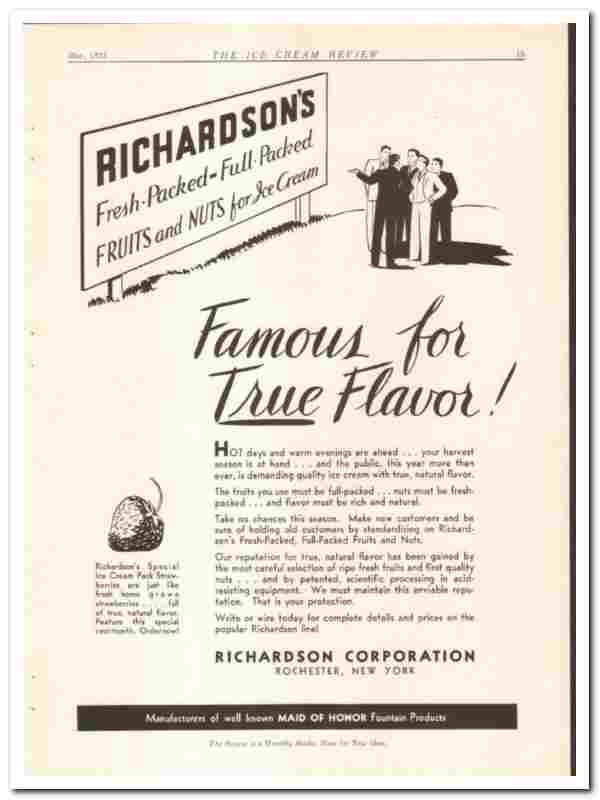 THE ICE CREAM REVIEW
RICHARDSON'S
Fresh-Packed-Full-Packed
FRUITS and NUTS for Ice Cream
Famous for
True Flavor!
HOT days and warm evenings are ahead . . . your harvest
season is at hand . . . and the public, this year more than
ever, is demanding quality ice cream with true, natural flavor.
The fruits you use must be full-packed . . . nuts must be fresh-
packed . . . and flavor must be rich and natural.
Take no chances this season. Make new customers and be
sure of holding old customers by standardizing on Richard-
son's Fresh-Packed, Full-Packed Fruits and Nuts.
Our reputation for true, natural flavor has been gained by
the most careful selection of ripe fresh fruits and first quality
nuts . . . and by patented, scientific processing in acid-
resisting equipment. We must maintain this enviable repu-
tation. That is your protection.
Write or wire today for complete details and prices on the
popular Richardson line!
Richardson's Special
Ice Cream Pack Straw-
berries are just like
fresh home grown
strawberries . . . . full
of true, natural flavor.
Feature this special
Order now!
RICHARDSON CORPORATION
ROCHESTER, NEW YORK
Manufacturers of well known MAID OF HONOR Fountain Products
The Review is a Monthly